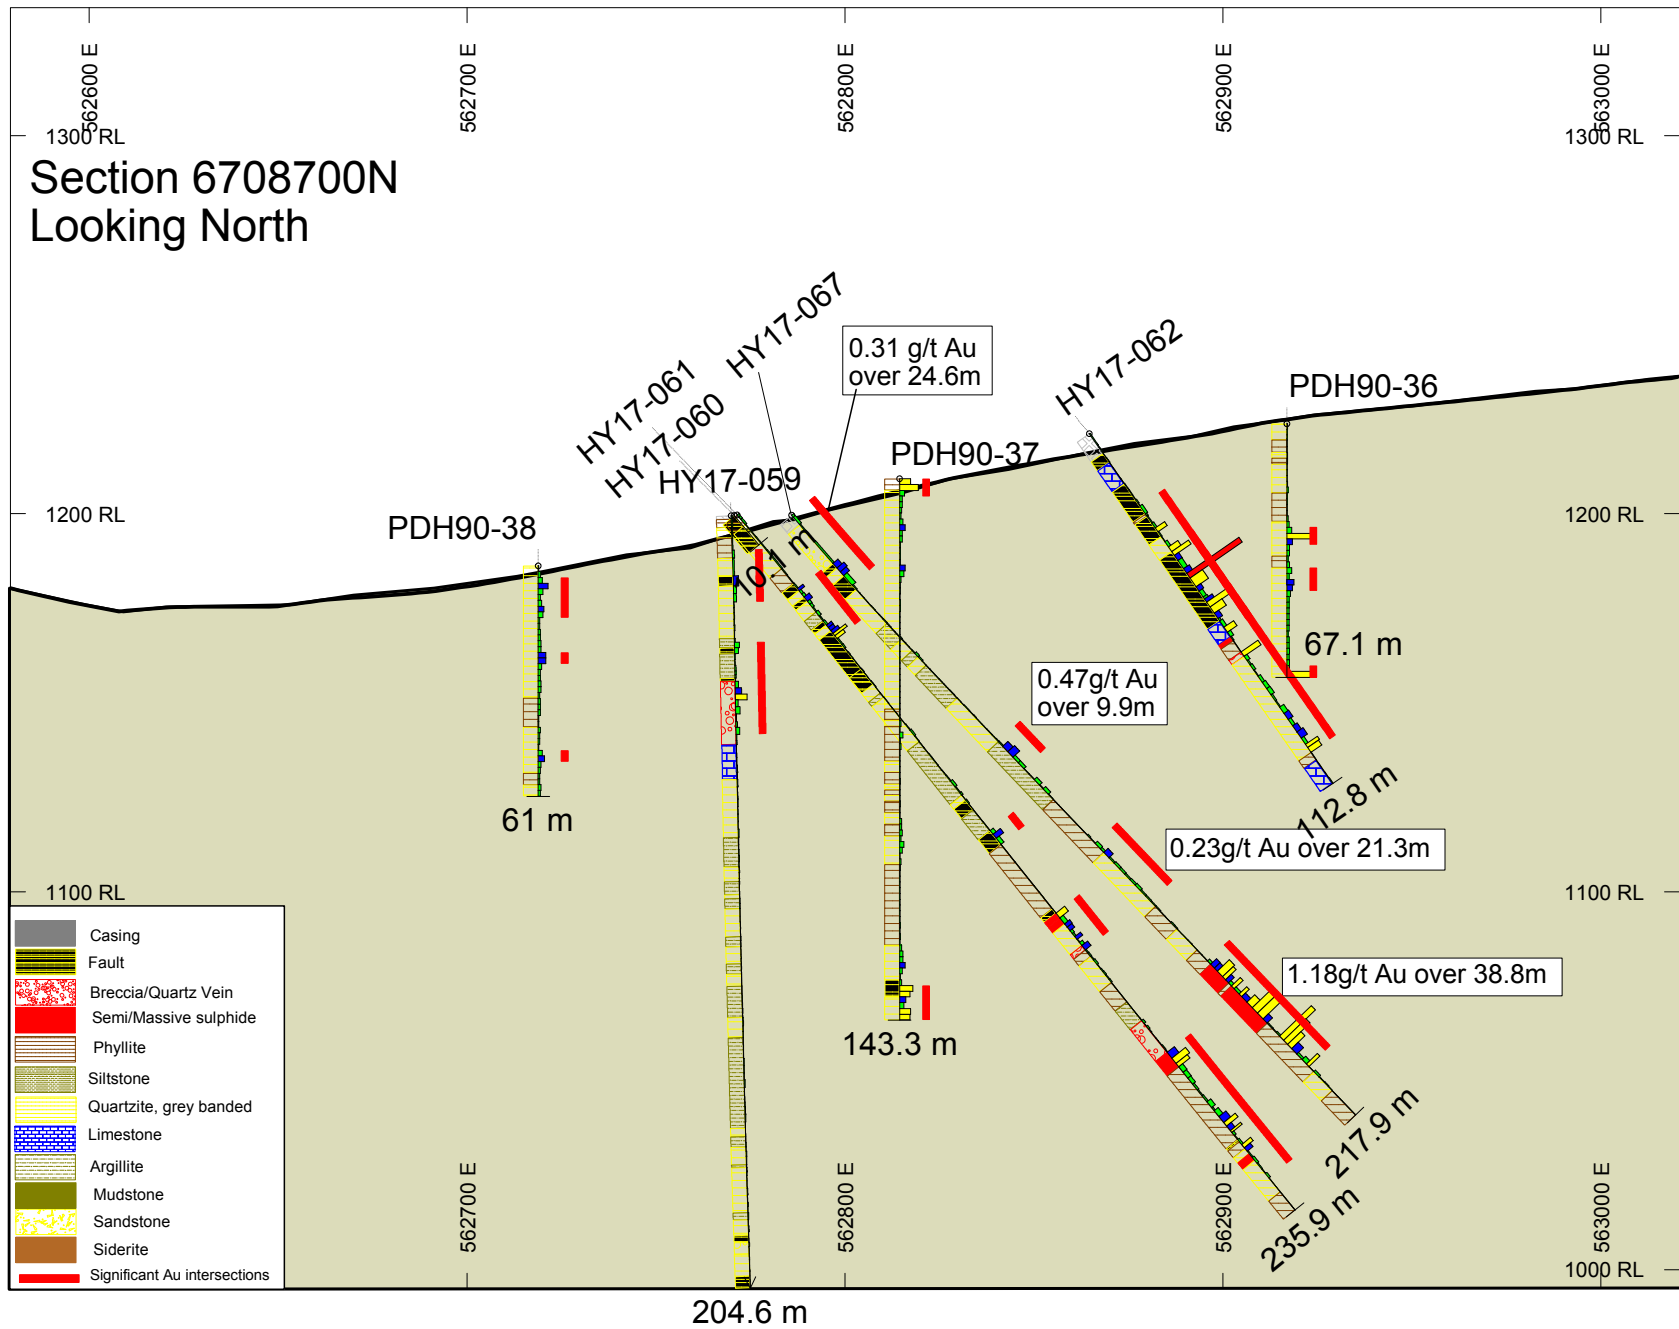 562600 E
562700 E
562800 E
562900 E
563000 E
1300 RL
1300 RL
Section 6708700N
Looking North
HY17-067
HY17-061
HY17-060
HY17-059
0.31 g/t Au
over 24.6m
HY17-062
PDH90-36
PDH90-37
PDH90-38
1200 RL
1200 RL
10.1 m
67.1 m
0.47g/t Au
over 9.9m
61 m
112.8 m
0.23g/t Au over 21.3m
1100 RL
1100 RL
1.18g/t Au over 38.8m
143.3 m
217.9 m
235.9 m
Casing
Fault
Breccia/Quartz Vein
Semi/Massive sulphide
Phyllite
Siltstone
Quartzite, grey banded
Limestone
Argillite
Mudstone
Sandstone
Siderite
Significant Au intersections
562700 E
562800 E
562900 E
563000 E
1000 RL
204.6 m